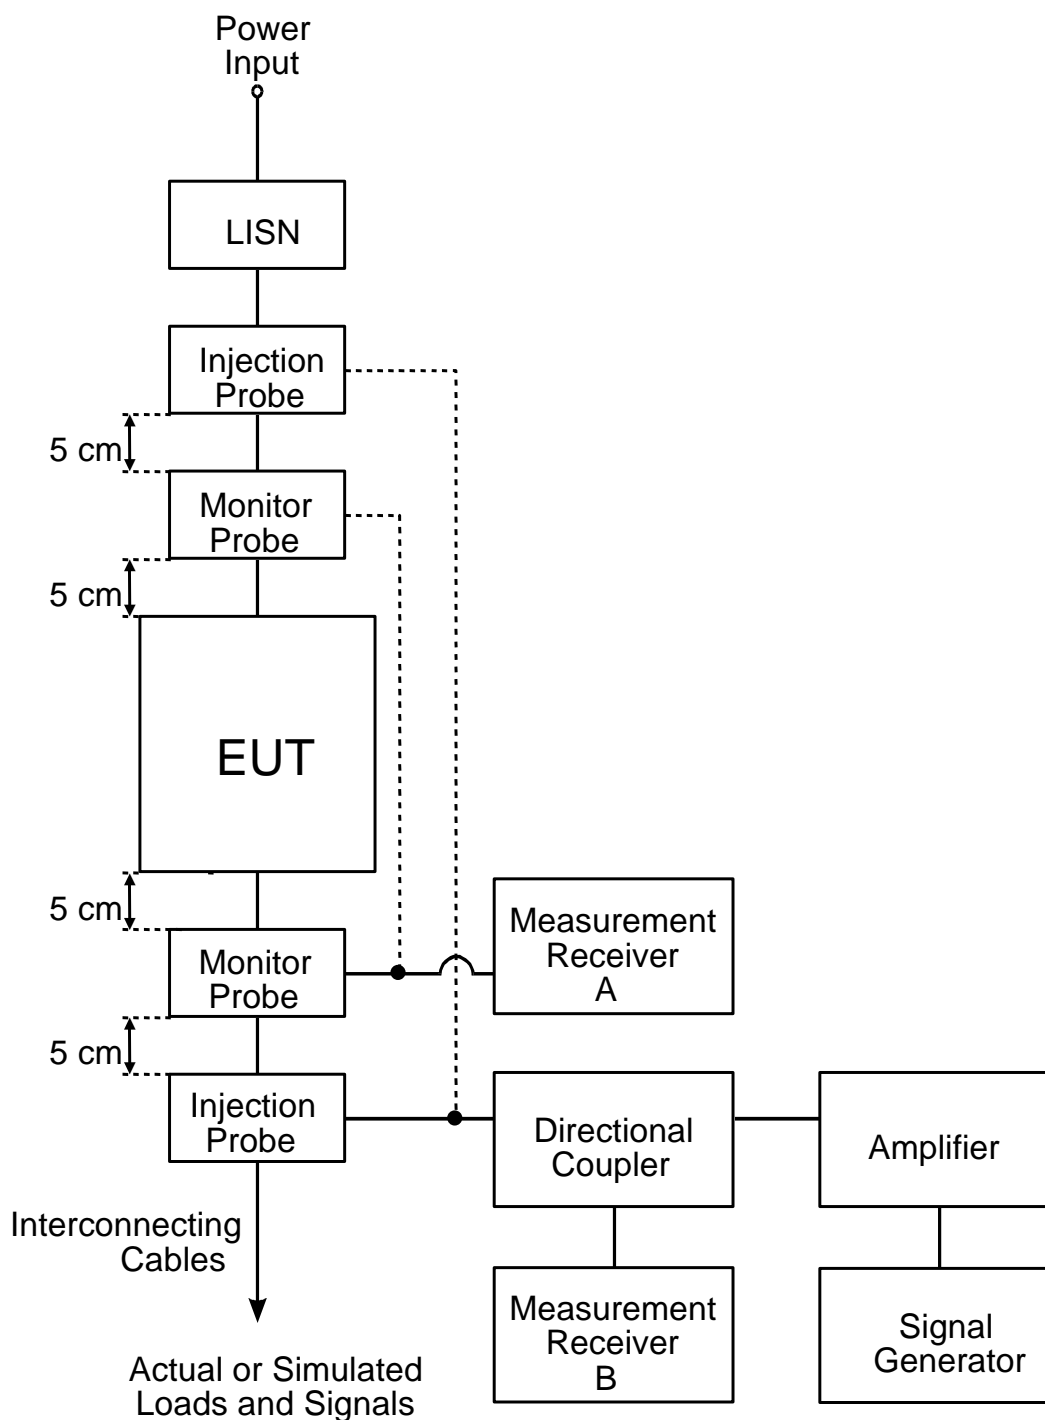 Power
Input
LISN
Injection
Probe
5 cm
Monitor
Probe
5 cm
EUT
5 cm
Monitor
Probe
Measurement
Receiver
A
5 cm
Injection
Probe
Directional
Coupler
Amplifier
Interconnecting
Cables
Measurement
Receiver
B
Signal
Generator
Actual or Simulated
Loads and Signals